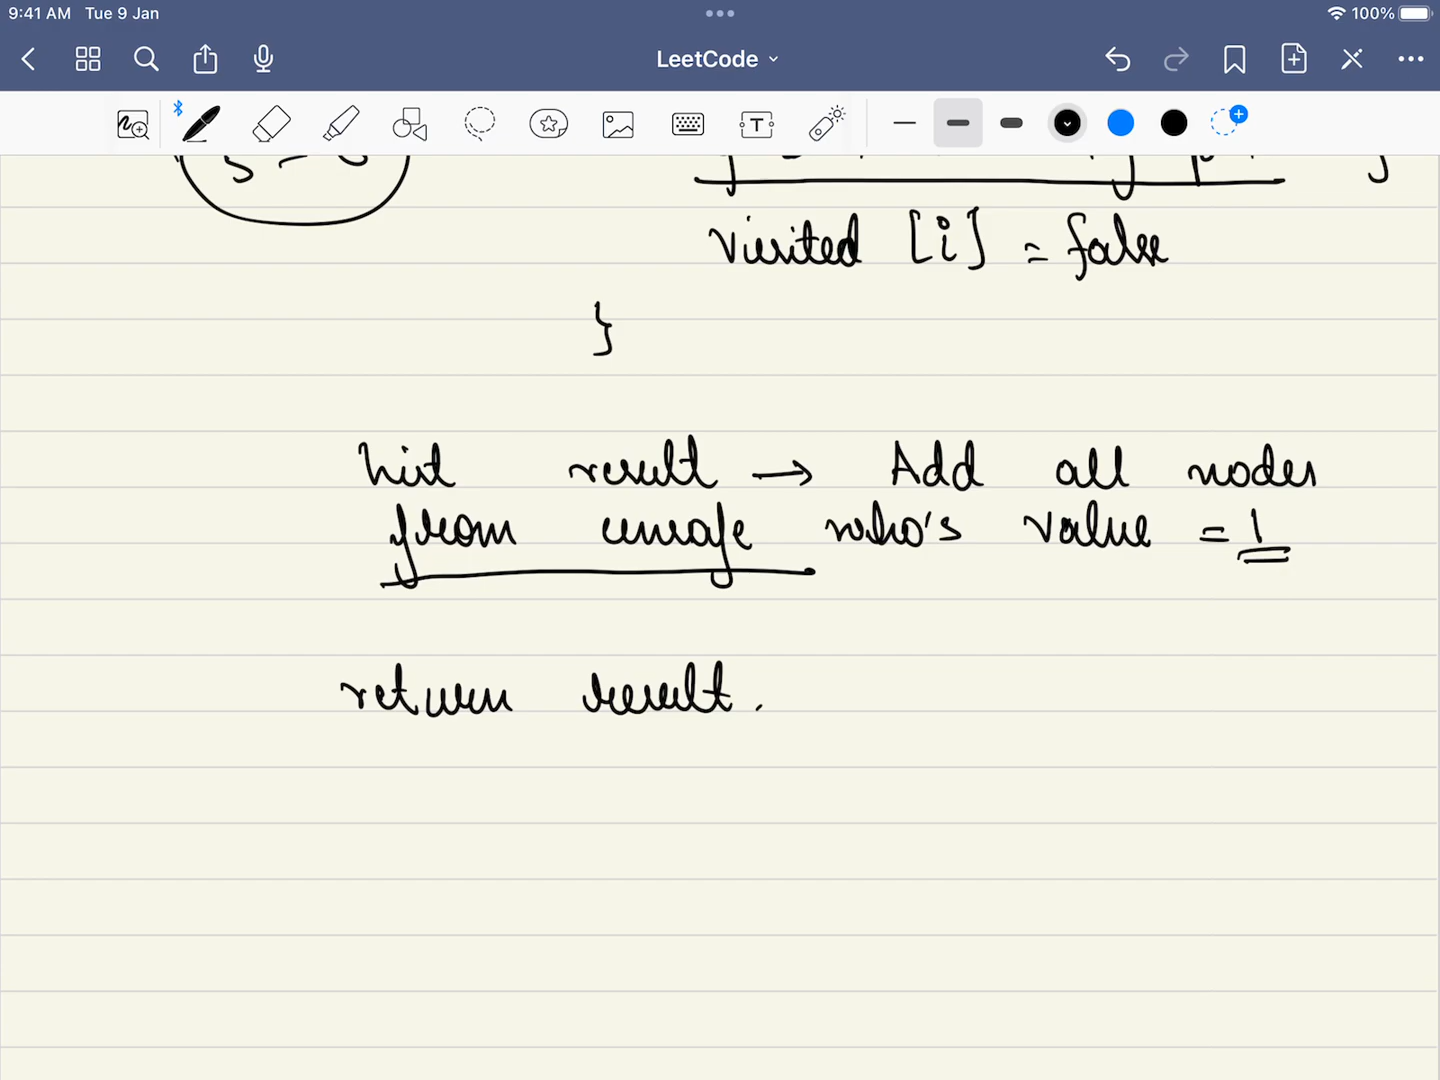 9:41 AM Tue 9 Jan
100%
LeetCode
T
visited [i] = false
}
List result → Add all nodes
from unsafe who's value = 1
return result.